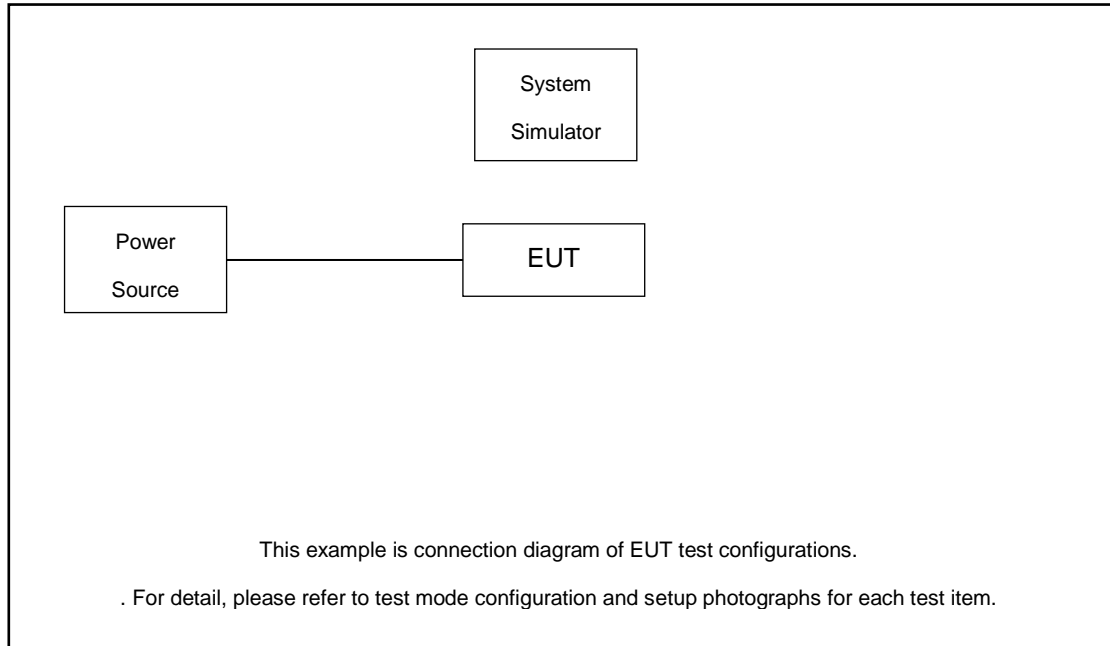 System
Simulator
Power
Source
EUT
This example is connection diagram of EUT test configurations.
. For detail, please refer to test mode configuration and setup photographs for each test item.